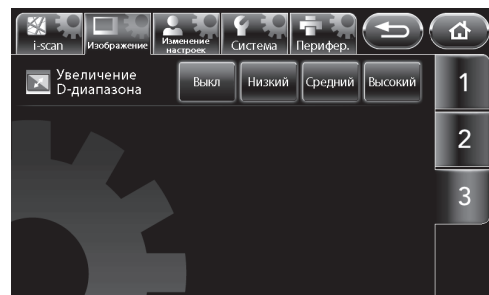 i-scan
Изображение
Изменение
настроек
Система
Перифер.
Увеличение
D-диапазона
Выкл
Низкий
Средний
Высокий
1
2
3